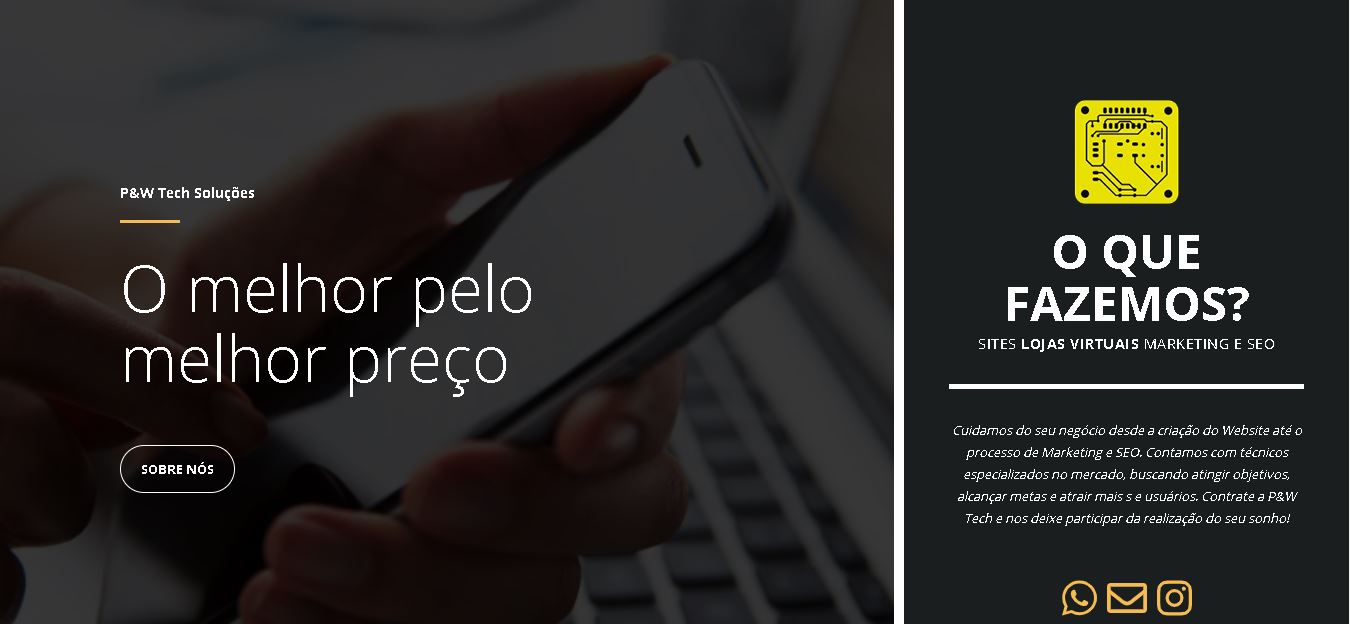 P&W Tech Soluções
O melhor pelo
melhor preço
SOBRE NÓS
O QUE
FAZEMOS?
SITES LOJAS VIRTUAIS MARKETING E SEO
Cuidamos do seu negócio desde a criação do Website até o
processo de Marketing e SEO. Contamos com técnicos
especializados no mercado, buscando atingir objetivos,
alcançar metas e atrair mais s e usuários. Contrate a P&W
Tech e nos deixe participar da realização do seu sonho!